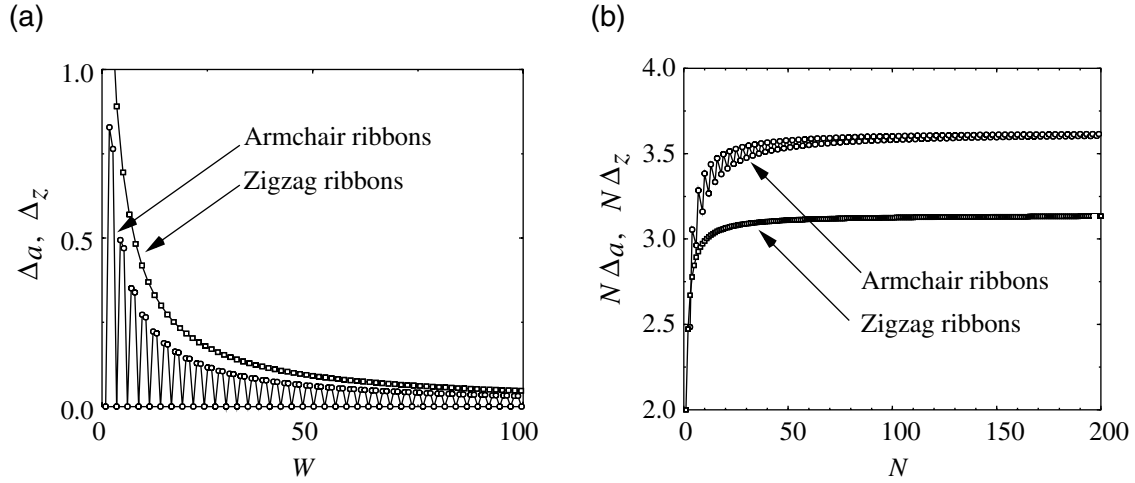 (a)
(b)
1.0
0.5
0.0
Δa, Δz
Armchair ribbons
Zigzag ribbons
0
50
100
W
4.0
3.5
3.0
2.5
2.0
N Δa, N Δz
Armchair ribbons
Zigzag ribbons
0
50
100
150
200
N